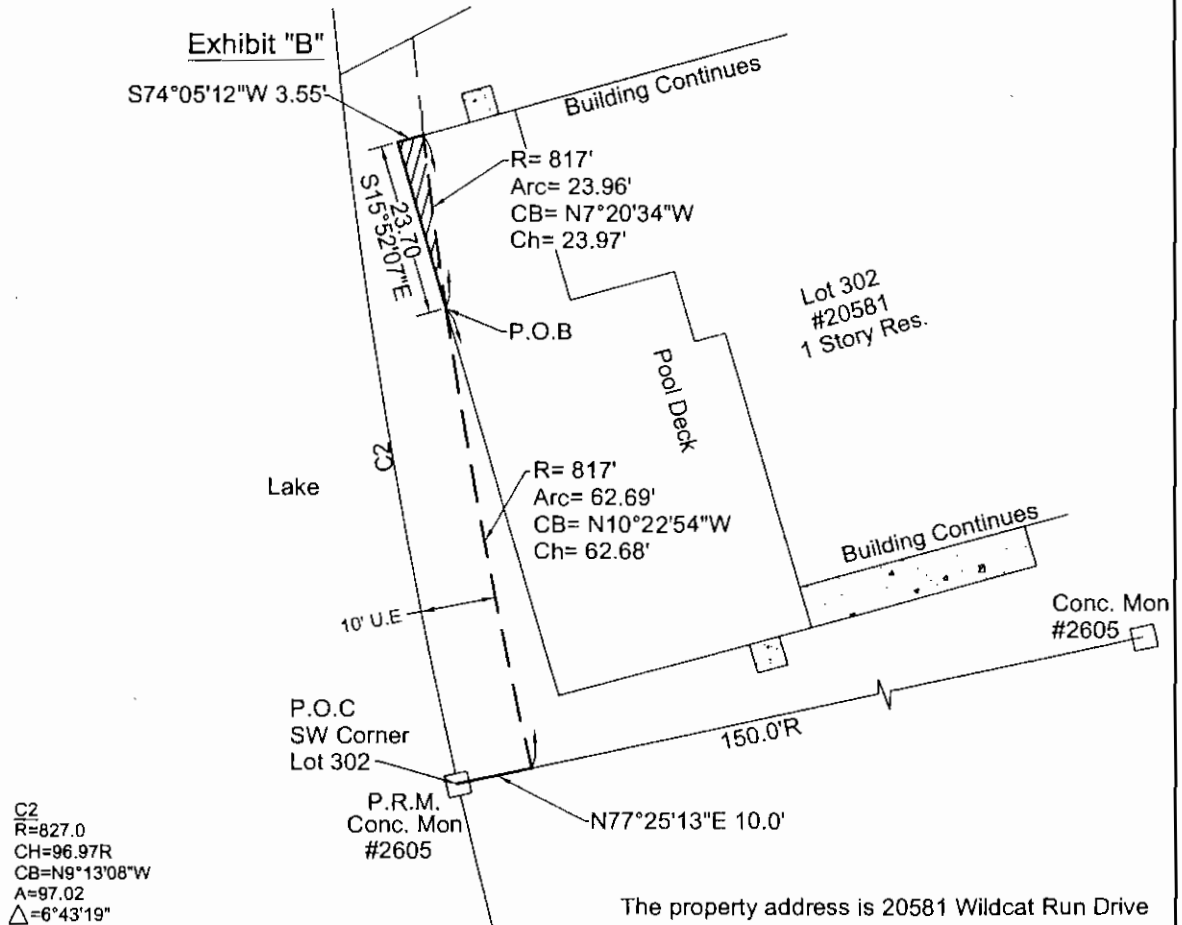 Exhibit "B"
S74°05'12"W 3.55'
Building Continues
R= 817'
Arc= 23.96'
CB= N7°20'34"W
Ch= 23.97'
23.70
S15°52'07"E
P.O.B
Lot 302
#20581
1 Story Res.
Pool Deck
C2
Lake
R= 817'
Arc= 62.69'
CB= N10°22'54"W
Ch= 62.68'
Building Continues
10' U.E
Conc. Mon
#2605
P.O.C
SW Corner
Lot 302
150.0'R
P.R.M.
Conc. Mon
#2605
N77°25'13"E 10.0'
C2
R=827.0
CH=96.97R
CB=N9°13'08"W
A=97.02
△=6°43'19"
The property address is 20581 Wildcat Run Drive